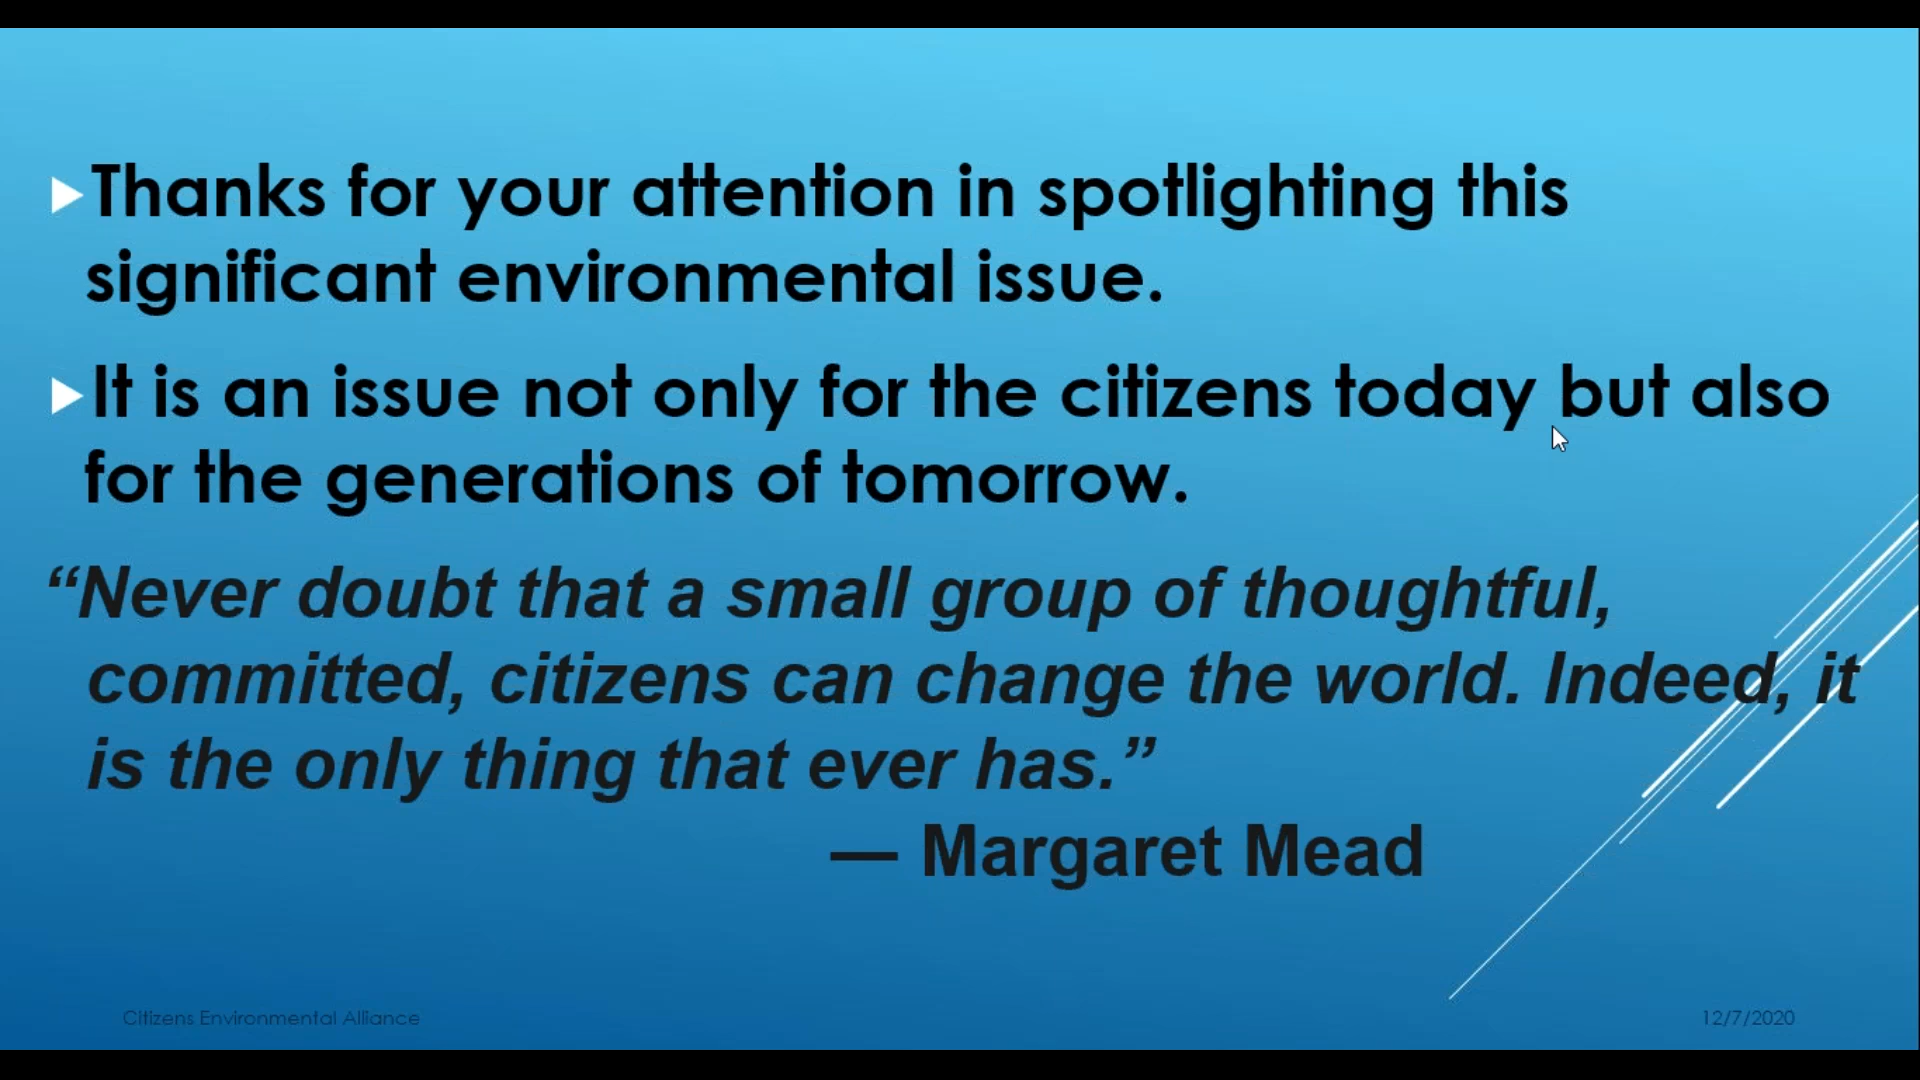 Thanks for your attention in spotlighting this
significant environmental issue.
It is an issue not only for the citizens today but also
for the generations of tomorrow.
“Never doubt that a small group of thoughtful,
committed, citizens can change the world. Indeed, it
is the only thing that ever has.”
— Margaret Mead
Citizens Environmental Alliance
12/7/2020